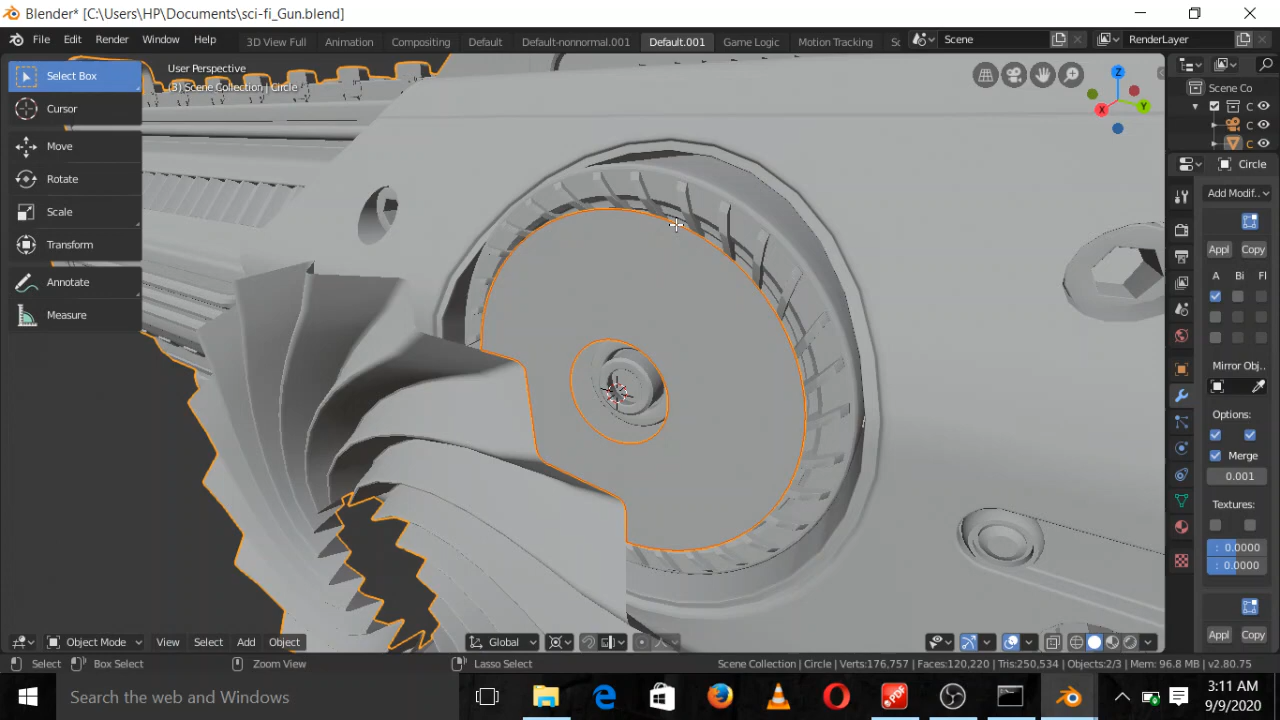 Blender* [C:\Users\HP\Documents\sci-fi_Gun.blend]
File Edit Render Window Help 3D View Full Animation Compositing Default Default-nonnormal.001 Default.001 Game Logic Motion Tracking Sc Scene RenderLayer
Select Box
Cursor
Move
Rotate
Scale
Transform
Annotate
Measure
User Perspective
(3) Scene Collection | Circle
Z
X
Y
Scene Co
C
C
C
Circle
Add Modif..
Appl Copy
A Bi Fl
Mirror Obj..
Options:
Merge
0.001
Textures:
: 0.0000
: 0.0000
Appl Copy
Object Mode View Select Add Object Global
Select Box Select Zoom View Lasso Select Scene Collection | Circle | Verts:176,757 | Faces:120,220 | Tris:250,534 | Objects:2/3 | Mem: 96.8 MB | v2.80.75
Search the web and Windows
3:11 AM
9/9/2020